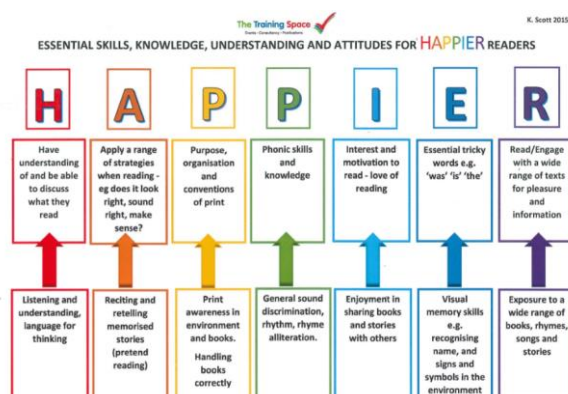 The Training Space
Events • Consultancy • Publications
K. Scott 2015
ESSENTIAL SKILLS, KNOWLEDGE, UNDERSTANDING AND ATTITUDES FOR HAPPIER READERS
H
A
P
P
I
E
R
Have
understanding
of and be able
to discuss
what they
read
Apply a range
of strategies
when reading -
eg does it look
right, sound
right, make
sense?
Purpose,
organisation
and
conventions
of print
Phonic skills
and
knowledge
Interest and
motivation to
read - love of
reading
Essential tricky
words e.g.
'was' 'is' 'the'
Read/Engage
with a wide
range of texts
for pleasure
and
information
Listening and
understanding,
language for
thinking
Reciting and
retelling
memorised
stories
(pretend
reading)
Print
awareness in
environment
and books.
Handling
books
correctly
General sound
discrimination,
rhythm, rhyme
alliteration.
Enjoyment in
sharing books
and stories
with others
Visual
memory skills
e.g.
recognising
name, and
signs and
symbols in the
environment
Exposure to a
wide range of
books, rhymes,
songs and
stories